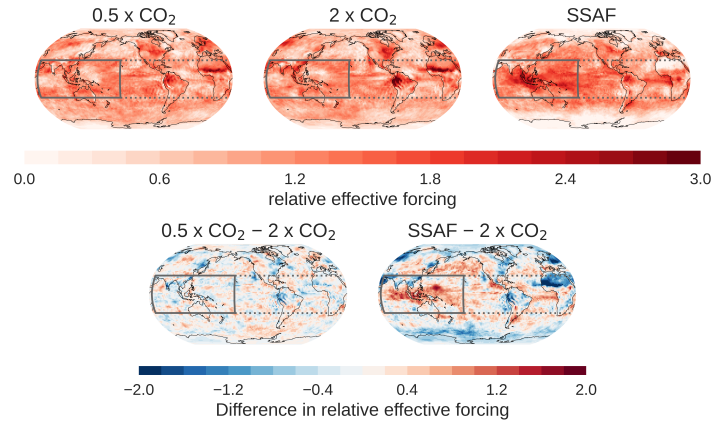 0.5 x CO₂ 2 x CO₂ SSAF
0.0 0.6 1.2 1.8 2.4 3.0
relative effective forcing
0.5 x CO₂ − 2 x CO₂ SSAF − 2 x CO₂
−2.0 −1.2 −0.4 0.4 1.2 2.0
Difference in relative effective forcing